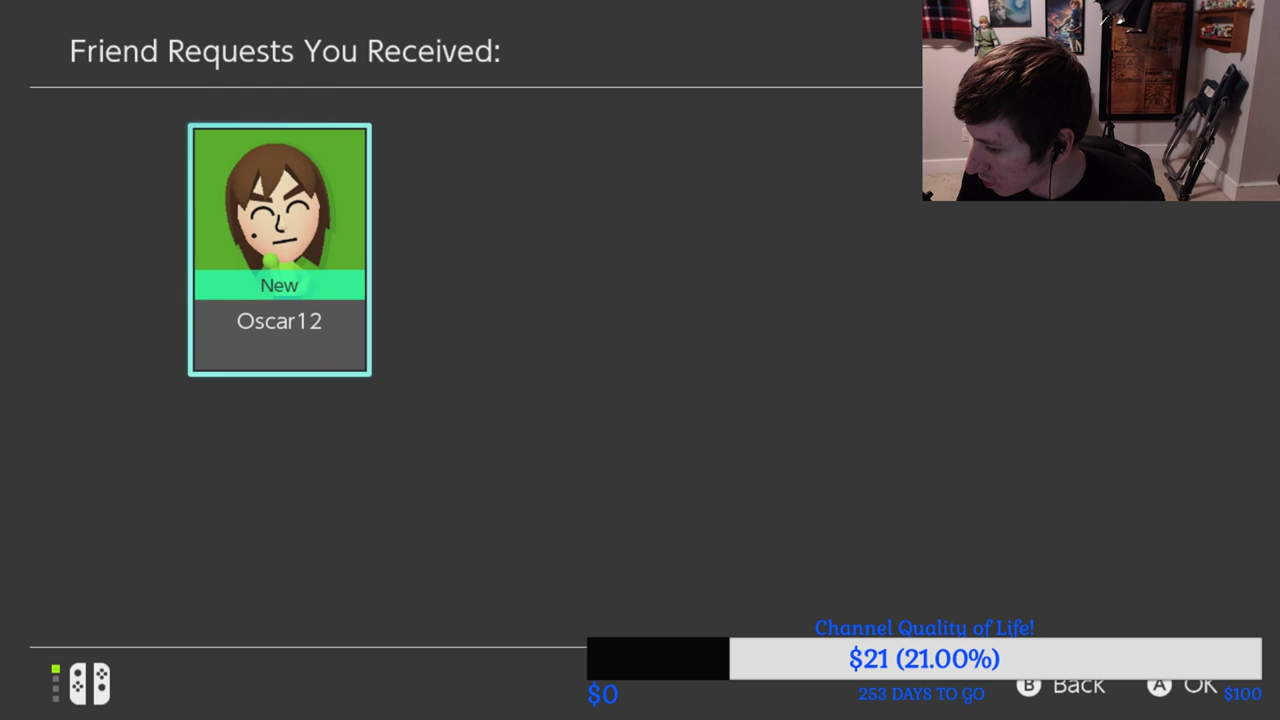 Friend Requests You Received:
New
Oscar12
Channel Quality of Life!
$21 (21.00%)
$0
253 DAYS TO GO
B Back
A OK
$100